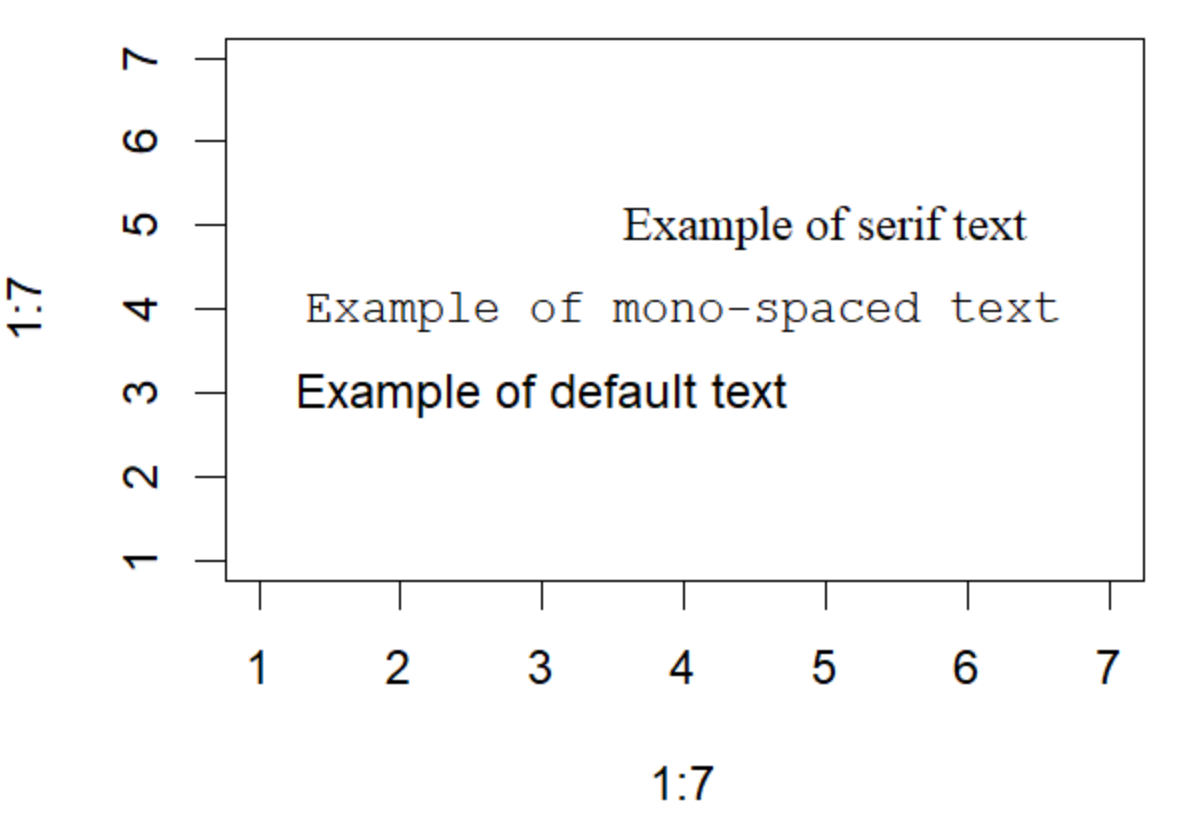 7
6
5
4
3
2
1
1:7
Example of serif text
Example of mono-spaced text
Example of default text
1 2 3 4 5 6 7
1:7